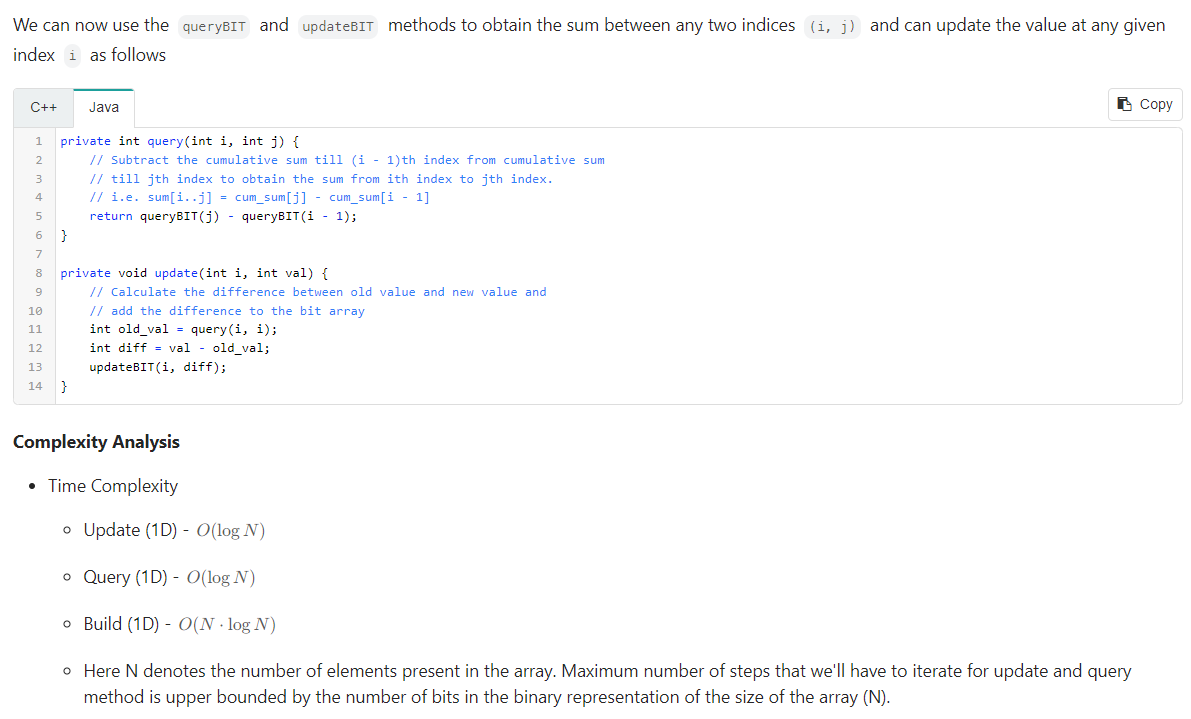 We can now use the queryBIT and updateBIT methods to obtain the sum between any two indices (i, j) and can update the value at any given
index i as follows
C++ Java Copy
1 private int query(int i, int j) {
2 // Subtract the cumulative sum till (i - 1)th index from cumulative sum
3 // till jth index to obtain the sum from ith index to jth index.
4 // i.e. sum[i..j] = cum_sum[j] - cum_sum[i - 1]
5 return queryBIT(j) - queryBIT(i - 1);
6 }
7
8 private void update(int i, int val) {
9 // Calculate the difference between old value and new value and
10 // add the difference to the bit array
11 int old_val = query(i, i);
12 int diff = val - old_val;
13 updateBIT(i, diff);
14 }
Complexity Analysis
• Time Complexity
◦ Update (1D) - O(log N)
◦ Query (1D) - O(log N)
◦ Build (1D) - O(N · log N)
◦ Here N denotes the number of elements present in the array. Maximum number of steps that we'll have to iterate for update and query
method is upper bounded by the number of bits in the binary representation of the size of the array (N).